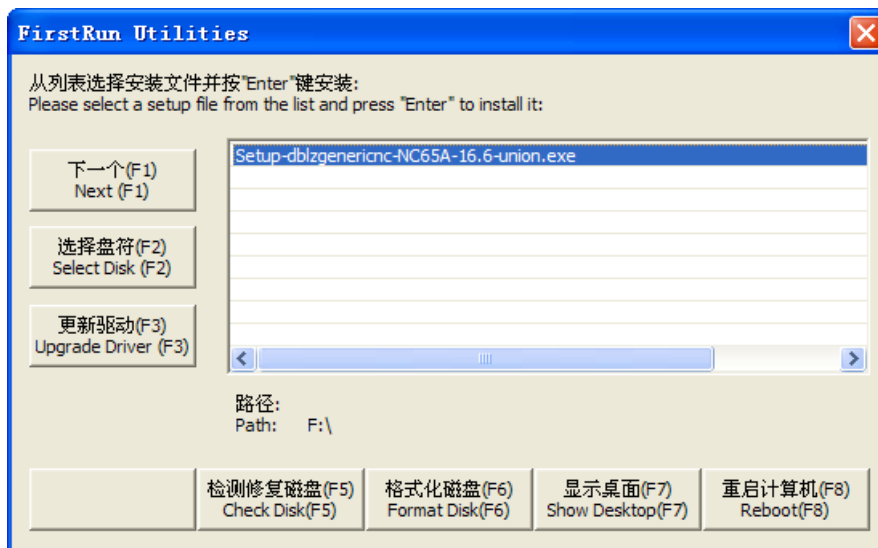 FirstRun Utilities
从列表选择安装文件并按"Enter"键安装:
Please select a setup file from the list and press "Enter" to install it:
下一个(F1)
Next (F1)
Setup-dblzgenericnc-NC65A-16.6-union.exe
选择盘符(F2)
Select Disk (F2)
更新驱动(F3)
Upgrade Driver (F3)
路径:
Path: F:\
检测修复磁盘(F5)
Check Disk(F5)
格式化磁盘(F6)
Format Disk(F6)
显示桌面(F7)
Show Desktop(F7)
重启计算机(F8)
Reboot(F8)